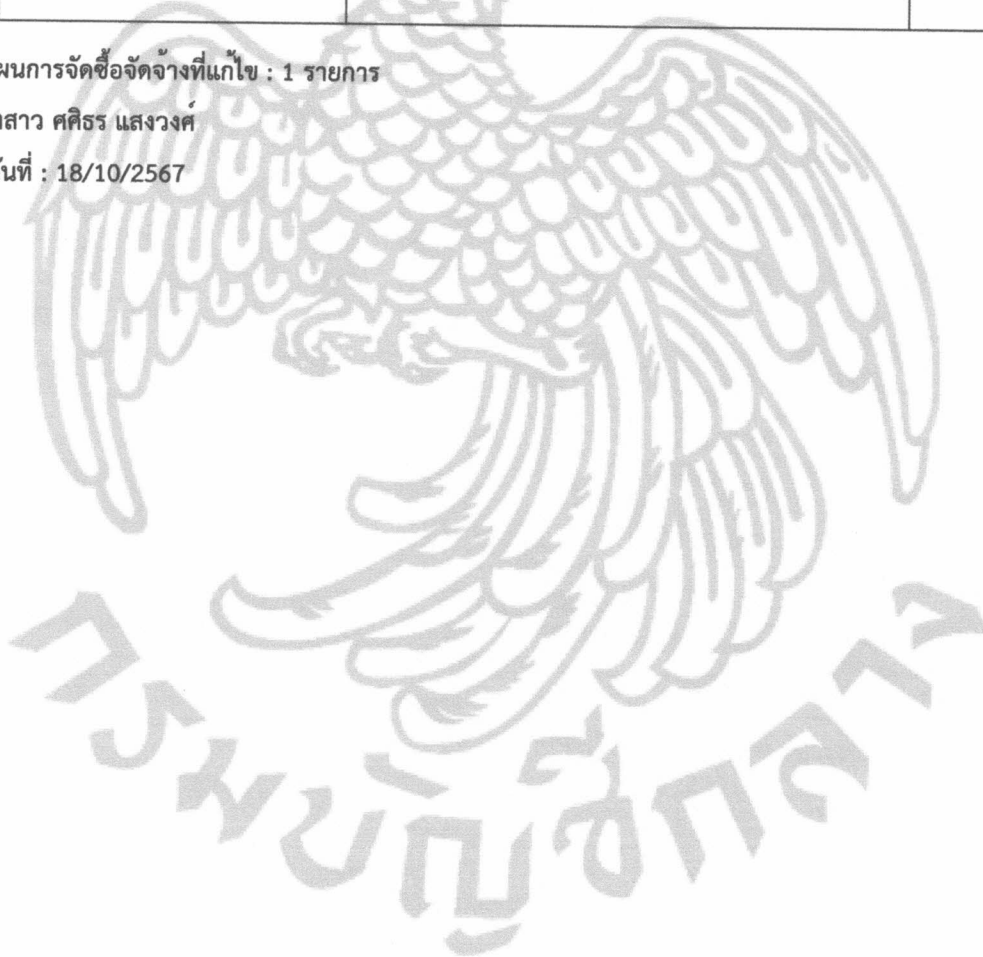 ผนการจัดซื้อจัดจ้างที่แก้ไข : 1 รายการ
งสาว ศศิธร แสงวงศ์
นที่ : 18/10/2567
กรมบัญชีกลาง